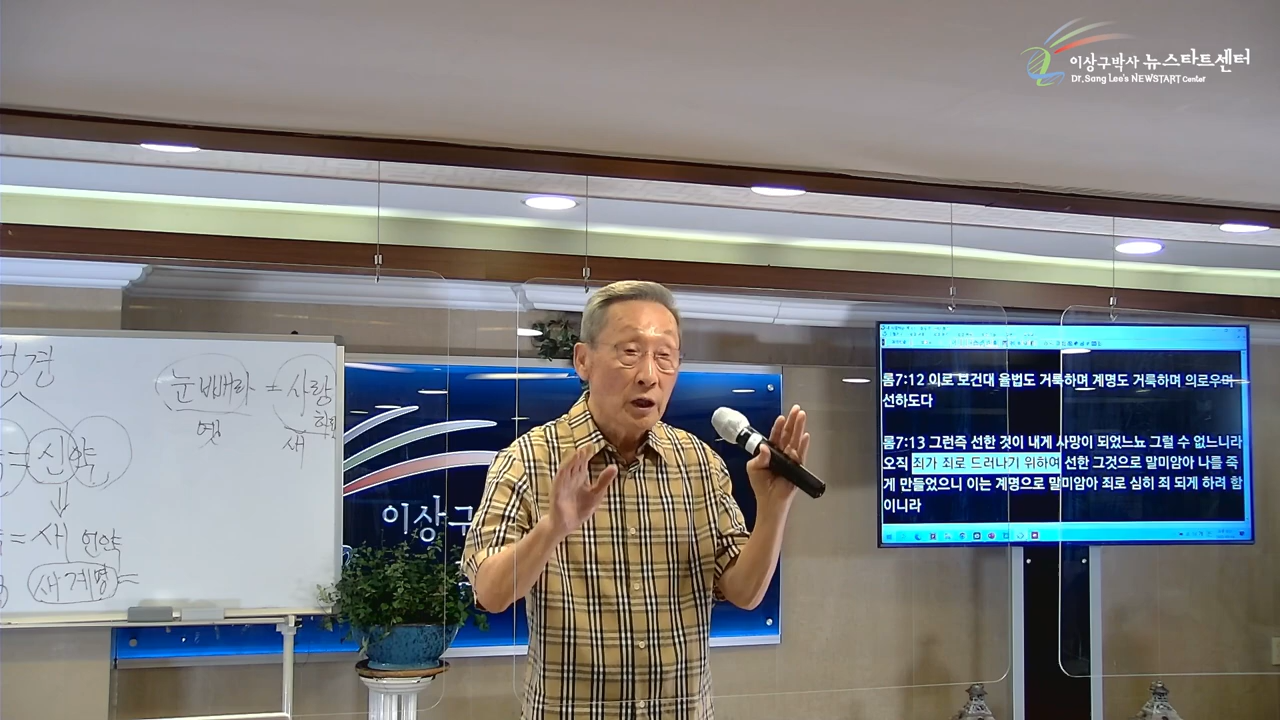 이상구박사 뉴스타트센터
Dr. Sang Lee's NEWSTART Center
성결
눈 빼라 = 사랑
옛
새
신약
= 새 언약
새 계명 =
이상구
롬7:12 이로 보건대 율법도 거룩하며 계명도 거룩하며 의로우며
선하도다
롬7:13 그런즉 선한 것이 내게 사망이 되었느뇨 그럴 수 없느니라
오직 죄가 죄로 드러나기 위하여 선한 그것으로 말미암아 나를 죽
게 만들었으니 이는 계명으로 말미암아 죄로 심히 죄 되게 하려 함
이니라